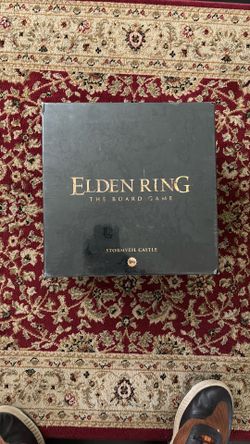 ELDEN RING
THE BOARD GAME
STORMVEIL CASTLE